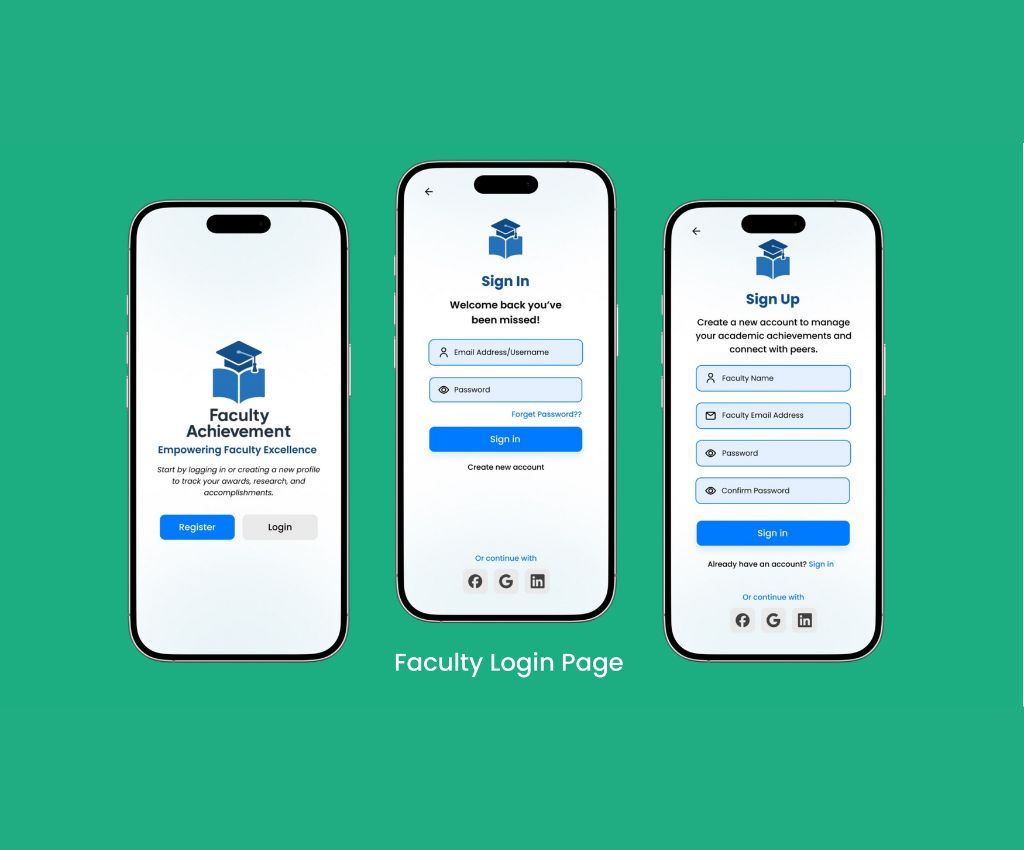 Faculty
Achievement
Empowering Faculty Excellence
Start by logging in or creating a new profile
to track your awards, research, and
accomplishments.
Register
Login
Sign In
Welcome back you've
been missed!
Email Address/Username
Password
Forget Password??
Sign in
Create new account
Or continue with
Sign Up
Create a new account to manage
your academic achievements and
connect with peers.
Faculty Name
Faculty Email Address
Password
Confirm Password
Sign in
Already have an account? Sign in
Or continue with
Faculty Login Page